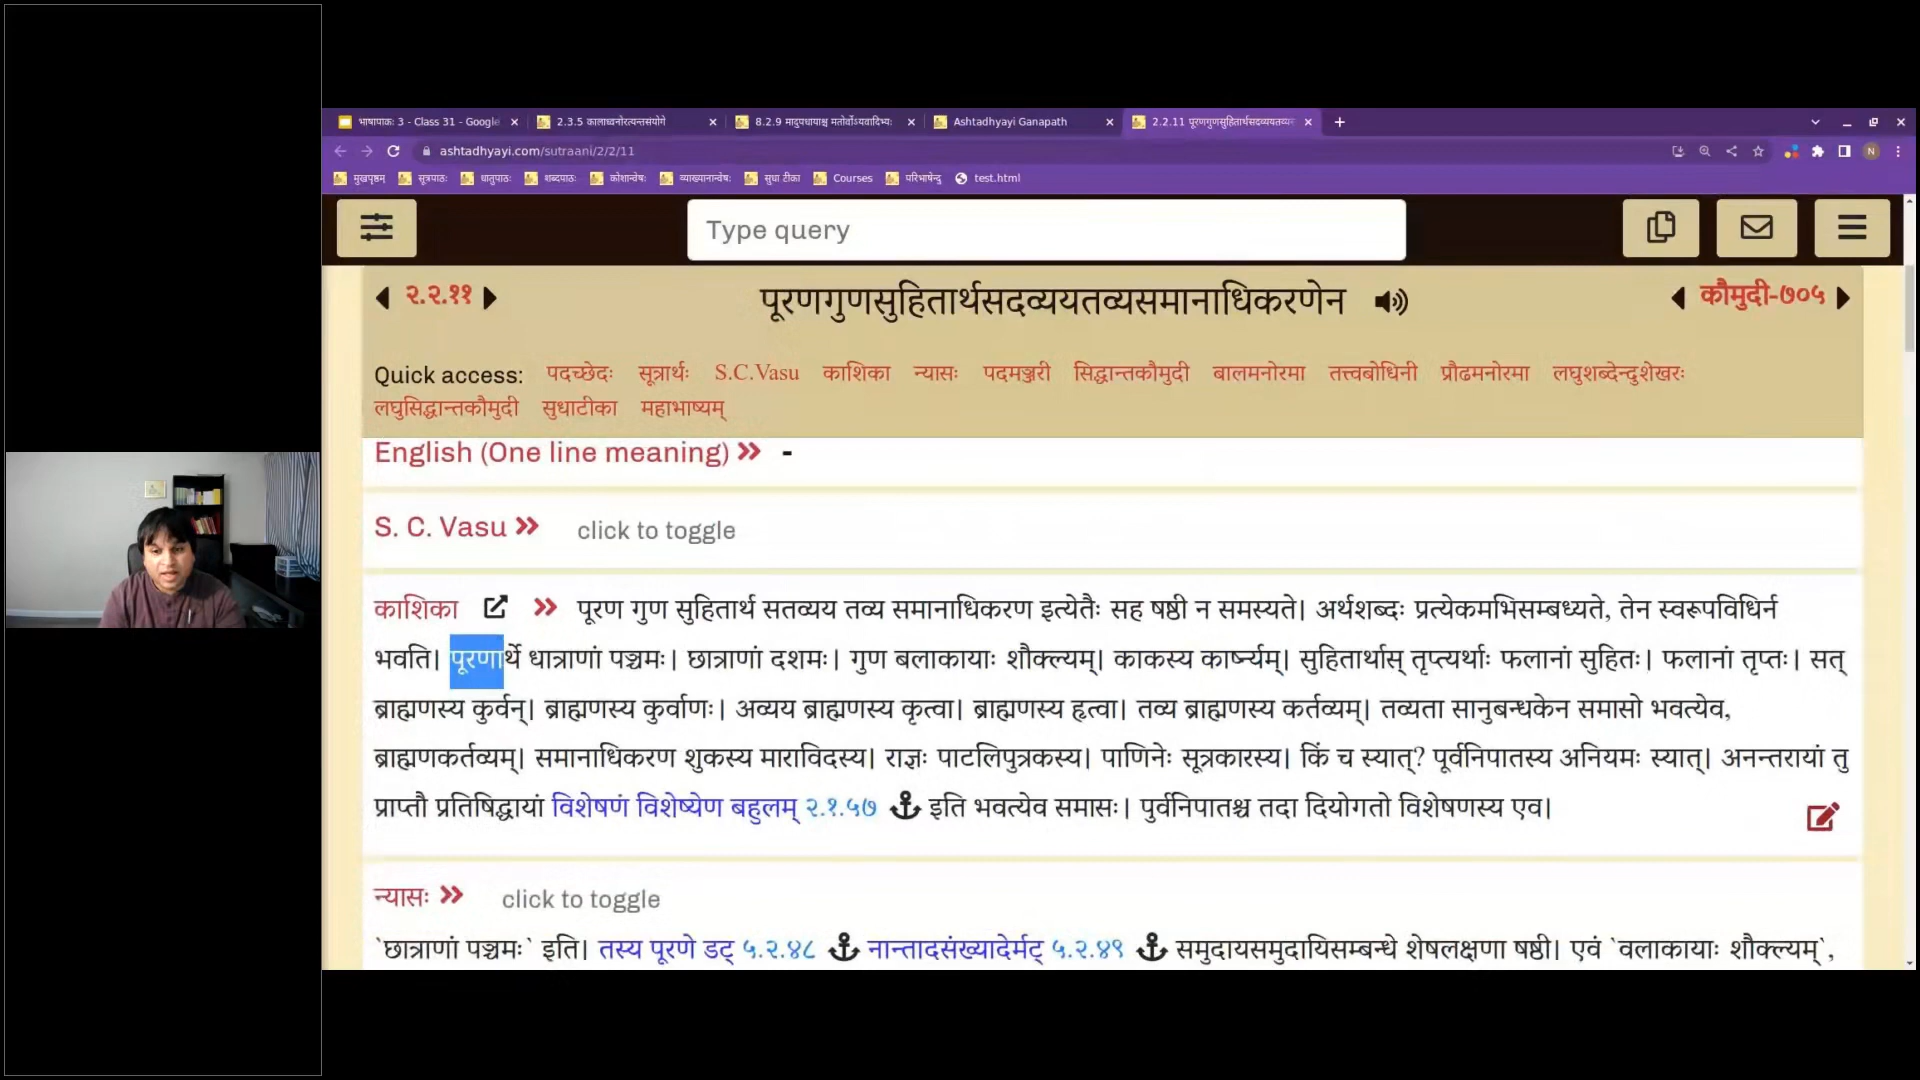 भाषापाकः 3 - Class 31 - Google
2.3.5 कालाध्वनोरत्यन्तसंयोगे
8.2.9 मादुपधायाश्च मतोर्वोऽयवादिभ्यः
Ashtadhyayi Ganapath
2.2.11 पूरणगुणसुहितार्थसदव्ययतव्य
ashtadhyayi.com/sutraani/2/2/11
N
मुखपृष्ठम् सूत्रपाठः धातुपाठः शब्दपाठः कोशान्वेषः व्याख्यानान्वेषः सुधा टीका Courses परिभाषेन्दु test.html
Type query
२.२.११ पूरणगुणसुहितार्थसदव्ययतव्यसमानाधिकरणेन कौमुदी-७०५
Quick access: पदच्छेदः सूत्रार्थः S.C.Vasu काशिका न्यासः पदमञ्जरी सिद्धान्तकौमुदी बालमनोरमा तत्त्वबोधिनी प्रौढमनोरमा लघुशब्देन्दुशेखरः
लघुसिद्धान्तकौमुदी सुधाटीका महाभाष्यम्
English (One line meaning) -
S. C. Vasu click to toggle
काशिका पूरण गुण सुहितार्थ सतव्यय तव्य समानाधिकरण इत्येतैः सह षष्ठी न समस्यते। अर्थशब्दः प्रत्येकमभिसम्बध्यते, तेन स्वरूपविधिर्न
भवति। पूरणार्थे धात्राणां पञ्चमः। छात्राणां दशमः। गुण बलाकायाः शौक्ल्यम्। काकस्य कार्ष्ण्यम्। सुहितार्थास् तृप्त्यर्थाः फलानां सुहितः। फलानां तृप्तः। सत्
ब्राह्मणस्य कुर्वन्। ब्राह्मणस्य कुर्वाणः। अव्यय ब्राह्मणस्य कृत्वा। ब्राह्मणस्य हृत्वा। तव्य ब्राह्मणस्य कर्तव्यम्। तव्यता सानुबन्धकेन समासो भवत्येव,
ब्राह्मणकर्तव्यम्। समानाधिकरण शुकस्य माराविदस्य। राज्ञः पाटलिपुत्रकस्य। पाणिनेः सूत्रकारस्य। किं च स्यात्? पूर्वनिपातस्य अनियमः स्यात्। अनन्तरायां तु
प्राप्तौ प्रतिषिद्धायां विशेषणं विशेष्येण बहुलम् २.१.५७ इति भवत्येव समासः। पुर्वनिपातश्च तदा दियोगतो विशेषणस्य एव।
न्यासः click to toggle
`छात्राणां पञ्चमः` इति। तस्य पूरणे डट् ५.२.४८ नान्तादसंख्यादेर्मट् ५.२.४९ समुदायसमुदायिसम्बन्धे शेषलक्षणा षष्ठी। एवं `वलाकायाः शौक्ल्यम्`,